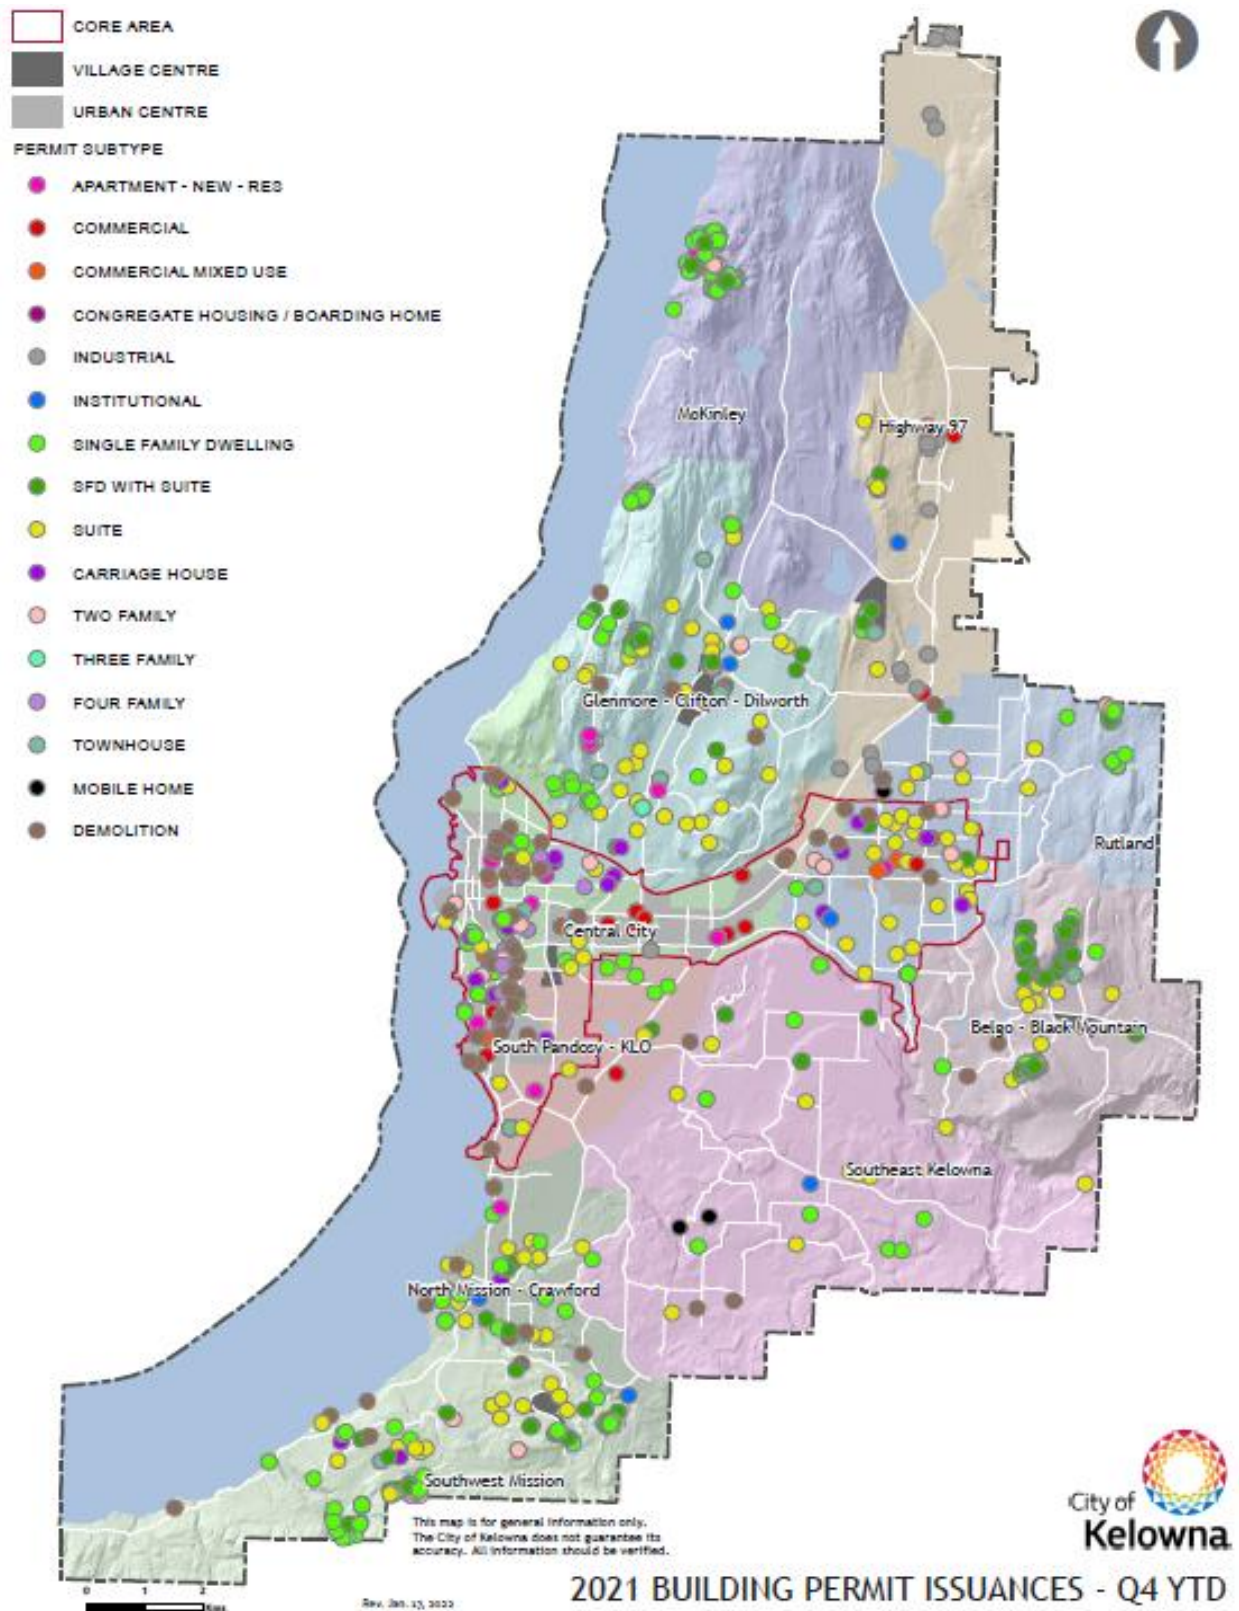 CORE AREA
VILLAGE CENTRE
URBAN CENTRE
PERMIT SUBTYPE
APARTMENT - NEW - RES
COMMERCIAL
COMMERCIAL MIXED USE
CONGREGATE HOUSING / BOARDING HOME
INDUSTRIAL
INSTITUTIONAL
SINGLE FAMILY DWELLING
SFD WITH SUITE
SUITE
CARRIAGE HOUSE
TWO FAMILY
THREE FAMILY
FOUR FAMILY
TOWNHOUSE
MOBILE HOME
DEMOLITION
McKinley
Highway 97
Glenmore - Clifton - Dilworth
Rutland
Central City
Belgo - Black Mountain
South Pandosy - KLO
Southeast Kelowna
North Mission - Crawford
Southwest Mission
This map is for general information only.
The City of Kelowna does not guarantee its
accuracy. All information should be verified.
City of
Kelowna
0 1 2
Kms
Rev. Jan. 17, 2022
2021 BUILDING PERMIT ISSUANCES - Q4 YTD